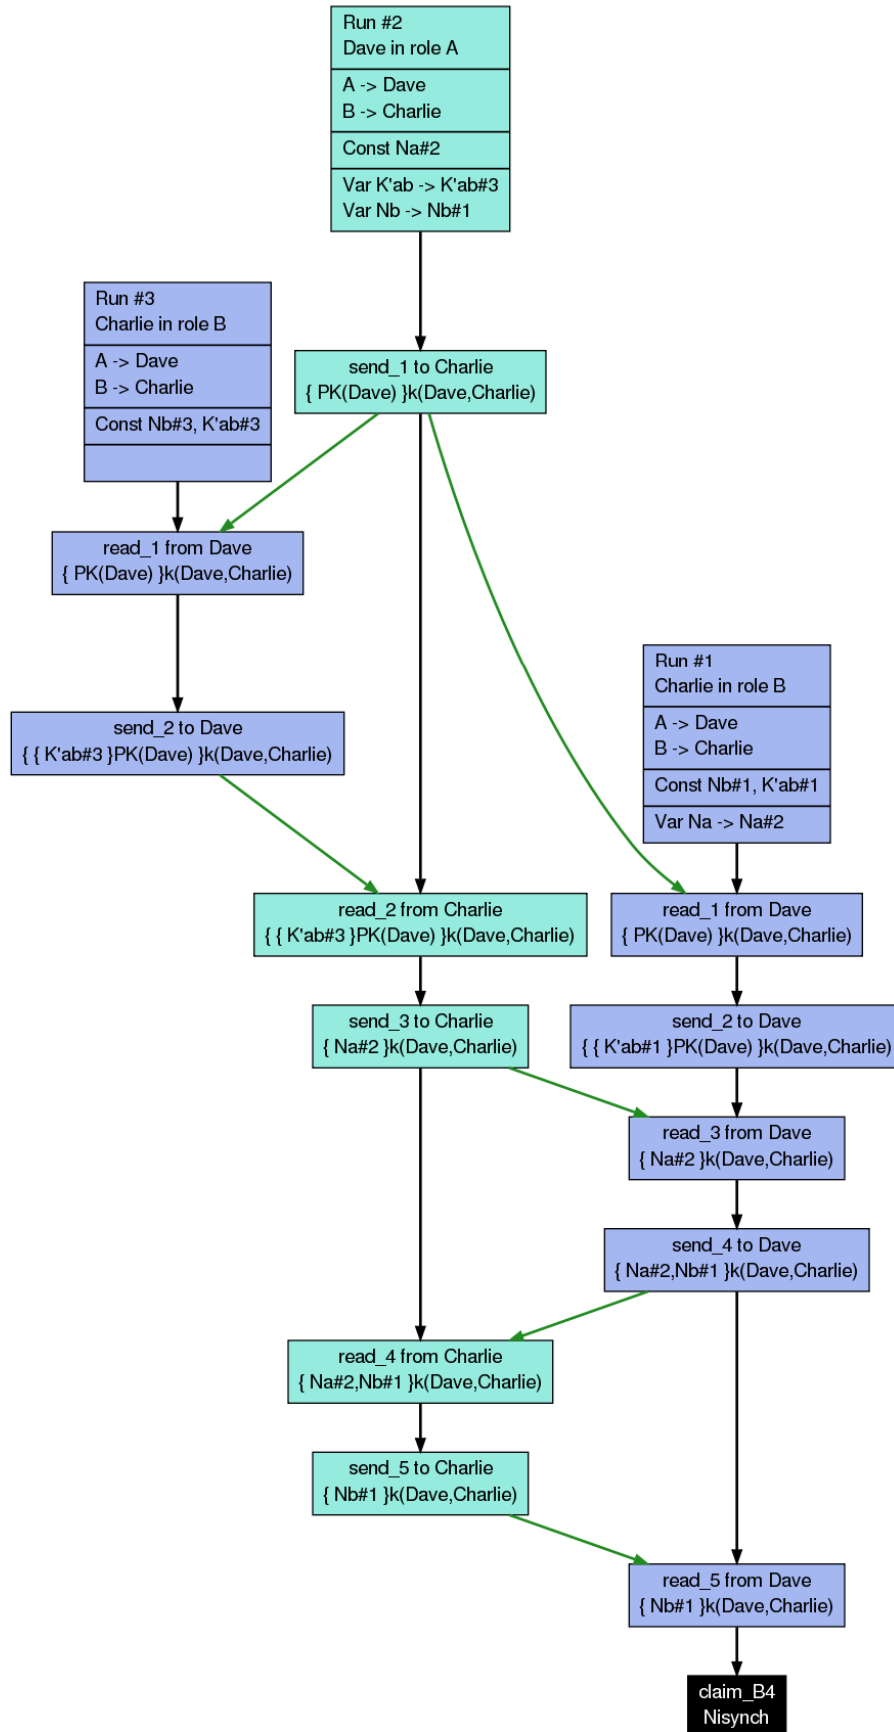 Run #2
Dave in role A
A -> Dave
B -> Charlie
Const Na#2
Var K'ab -> K'ab#3
Var Nb -> Nb#1
Run #3
Charlie in role B
A -> Dave
B -> Charlie
Const Nb#3, K'ab#3
send_1 to Charlie
{ PK(Dave) }k(Dave,Charlie)
read_1 from Dave
{ PK(Dave) }k(Dave,Charlie)
send_2 to Dave
{ { K'ab#3 }PK(Dave) }k(Dave,Charlie)
Run #1
Charlie in role B
A -> Dave
B -> Charlie
Const Nb#1, K'ab#1
Var Na -> Na#2
read_2 from Charlie
{ { K'ab#3 }PK(Dave) }k(Dave,Charlie)
read_1 from Dave
{ PK(Dave) }k(Dave,Charlie)
send_3 to Charlie
{ Na#2 }k(Dave,Charlie)
send_2 to Dave
{ { K'ab#1 }PK(Dave) }k(Dave,Charlie)
read_3 from Dave
{ Na#2 }k(Dave,Charlie)
send_4 to Dave
{ Na#2,Nb#1 }k(Dave,Charlie)
read_4 from Charlie
{ Na#2,Nb#1 }k(Dave,Charlie)
send_5 to Charlie
{ Nb#1 }k(Dave,Charlie)
read_5 from Dave
{ Nb#1 }k(Dave,Charlie)
claim_B4
Nisynch